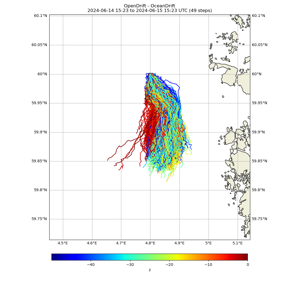 OpenDrift - OceanDrift
2024-06-14 15:23 to 2024-06-15 15:23 UTC (49 steps)
60.1°N 60.1°N
60.05°N 60.05°N
60°N 60°N
59.95°N 59.95°N
59.9°N 59.9°N
59.85°N 59.85°N
59.8°N 59.8°N
59.75°N 59.75°N
4.5°E 4.6°E 4.7°E 4.8°E 4.9°E 5°E 5.1°E
−40 −30 −20 −10 0
z